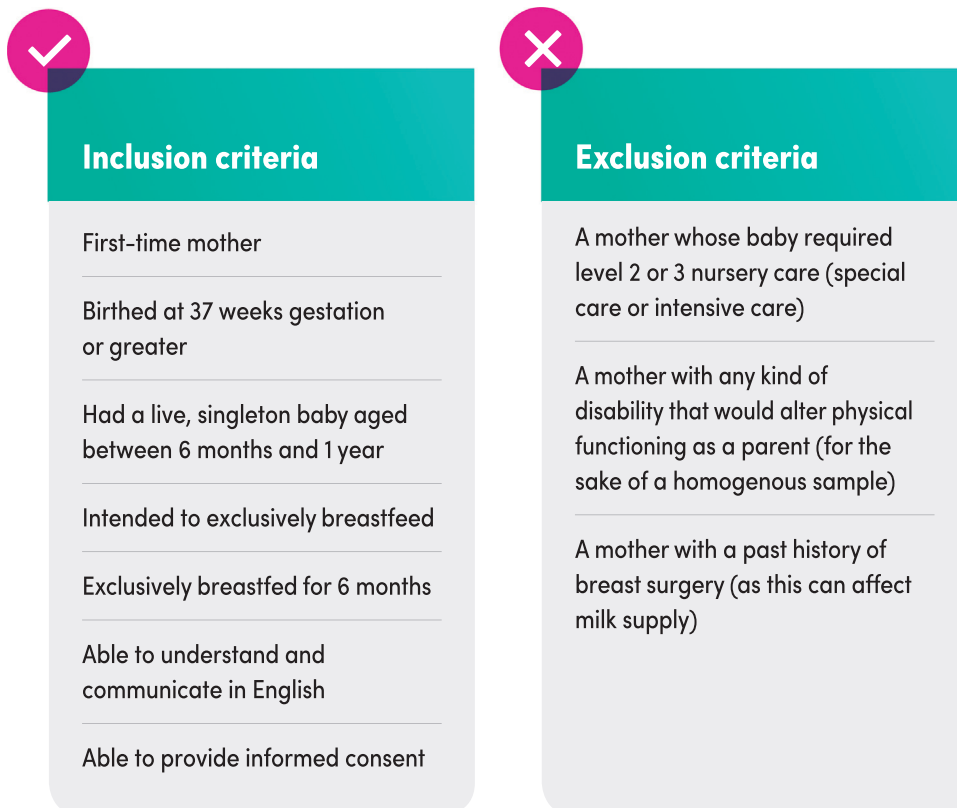 Inclusion criteria
First-time mother
Birthed at 37 weeks gestation
or greater
Had a live, singleton baby aged
between 6 months and 1 year
Intended to exclusively breastfeed
Exclusively breastfed for 6 months
Able to understand and
communicate in English
Able to provide informed consent
Exclusion criteria
A mother whose baby required
level 2 or 3 nursery care (special
care or intensive care)
A mother with any kind of
disability that would alter physical
functioning as a parent (for the
sake of a homogenous sample)
A mother with a past history of
breast surgery (as this can affect
milk supply)